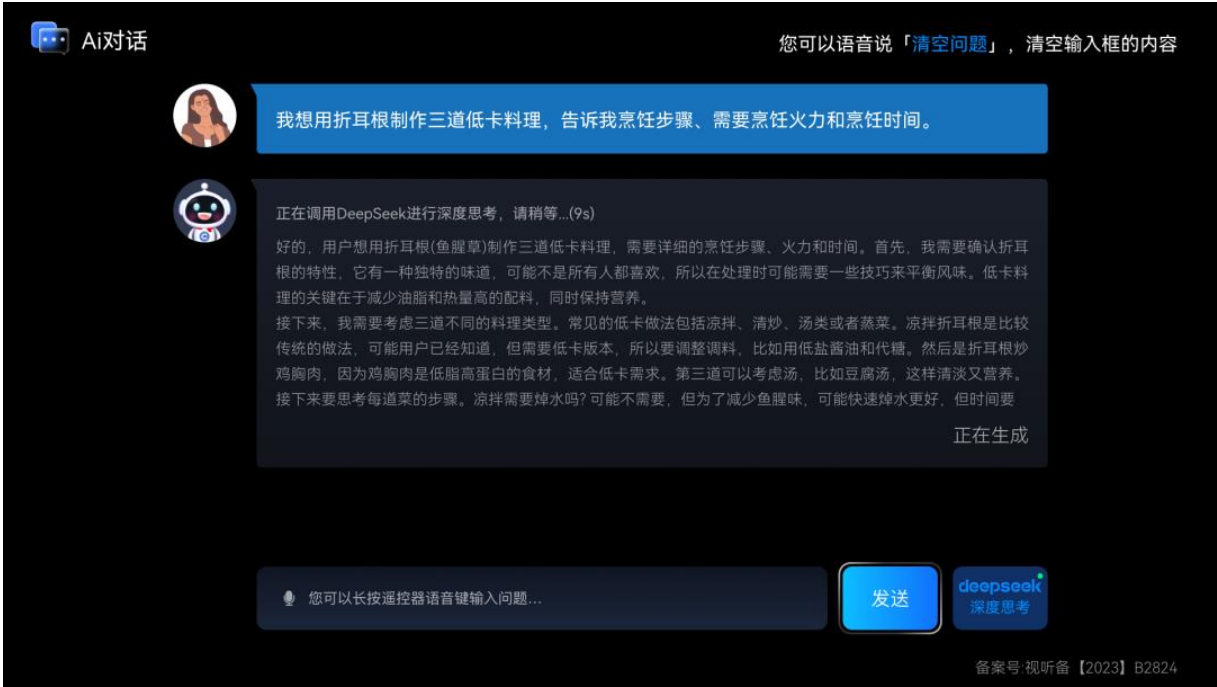 Ai对话
您可以语音说「清空问题」，清空输入框的内容
我想用折耳根制作三道低卡料理，告诉我烹饪步骤、需要烹饪火力和烹饪时间。
正在调用DeepSeek进行深度思考，请稍等...(9s)
好的，用户想用折耳根(鱼腥草)制作三道低卡料理，需要详细的烹饪步骤、火力和时间。首先，我需要确认折耳
根的特性，它有一种独特的味道，可能不是所有人都喜欢，所以在处理时可能需要一些技巧来平衡风味。低卡料
理的关键在于减少油脂和热量高的配料，同时保持营养。
接下来，我需要考虑三道不同的料理类型。常见的低卡做法包括凉拌、清炒、汤类或者蒸菜。凉拌折耳根是比较
传统的做法，可能用户已经知道，但需要低卡版本，所以要调整调料，比如用低盐酱油和代糖。然后是折耳根炒
鸡胸肉，因为鸡胸肉是低脂高蛋白的食材，适合低卡需求。第三道可以考虑汤，比如豆腐汤，这样清淡又营养。
接下来要思考每道菜的步骤。凉拌需要焯水吗？可能不需要，但为了减少鱼腥味，可能快速焯水更好，但时间要
正在生成
您可以长按遥控器语音键输入问题...
发送
deepseek
深度思考
备案号:视听备【2023】B2824